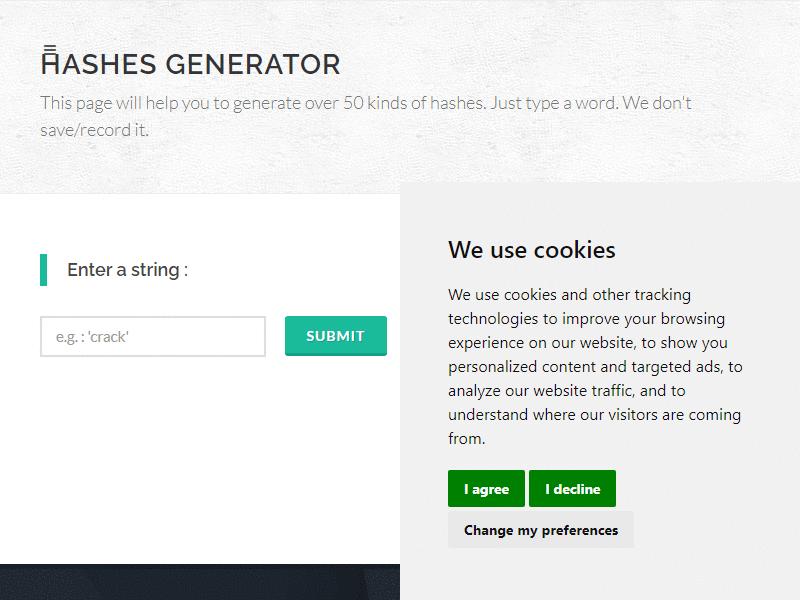 HASHES GENERATOR
This page will help you to generate over 50 kinds of hashes. Just type a word. We don't
save/record it.
Enter a string :
e.g. : 'crack'
SUBMIT
We use cookies
We use cookies and other tracking
technologies to improve your browsing
experience on our website, to show you
personalized content and targeted ads, to
analyze our website traffic, and to
understand where our visitors are coming
from.
I agree
I decline
Change my preferences